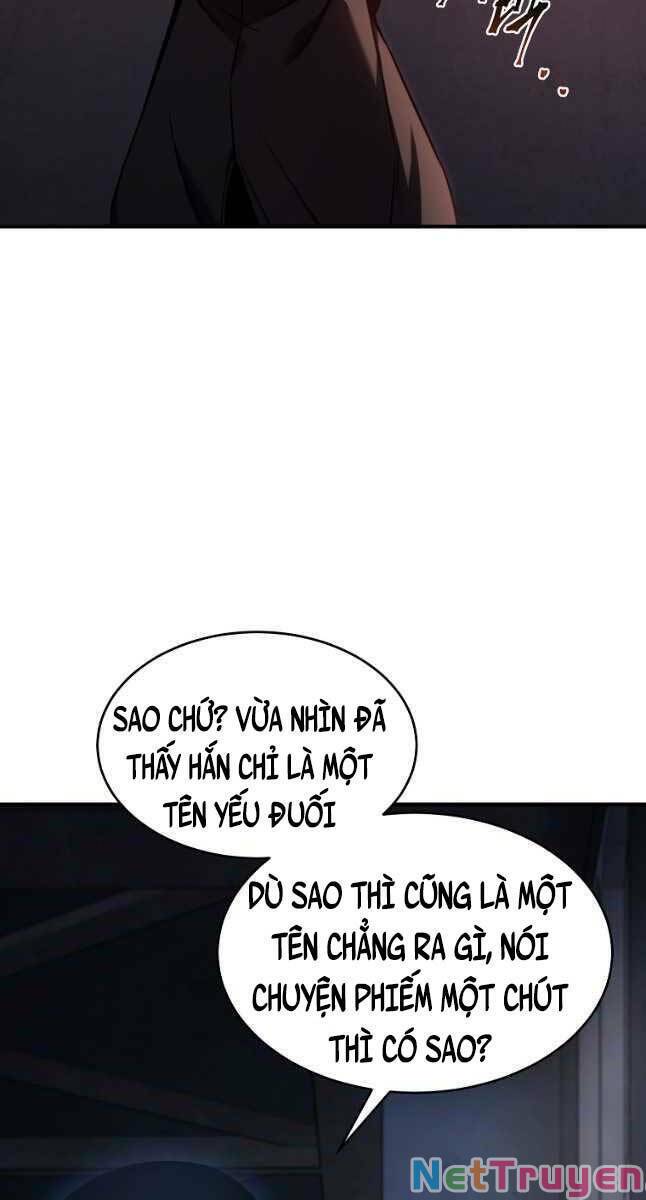 SAO CHỨ? VỪA NHÌN ĐÃ
THẤY HẮN CHỈ LÀ MỘT
TÊN YẾU ĐUỐI
DÙ SAO THÌ CŨNG LÀ MỘT
TÊN CHẲNG RA GÌ, NÓI
CHUYỆN PHIẾM MỘT CHÚT
THÌ CÓ SAO?
NetTruyen